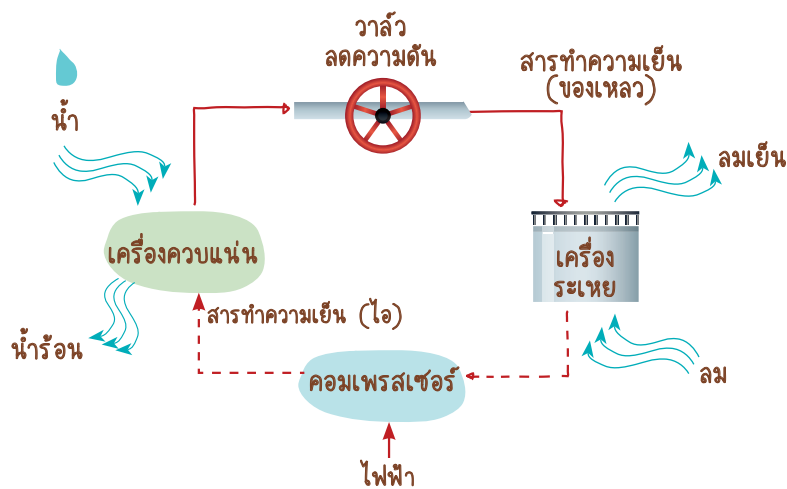 วาล์ว
ลดความดัน
สารทำความเย็น
(ของเหลว)
น้ำ
ลมเย็น
เครื่องควบแน่น
เครื่อง
ระเหย
สารทำความเย็น (ไอ)
น้ำร้อน
คอมเพรสเซอร์
ลม
ไฟฟ้า